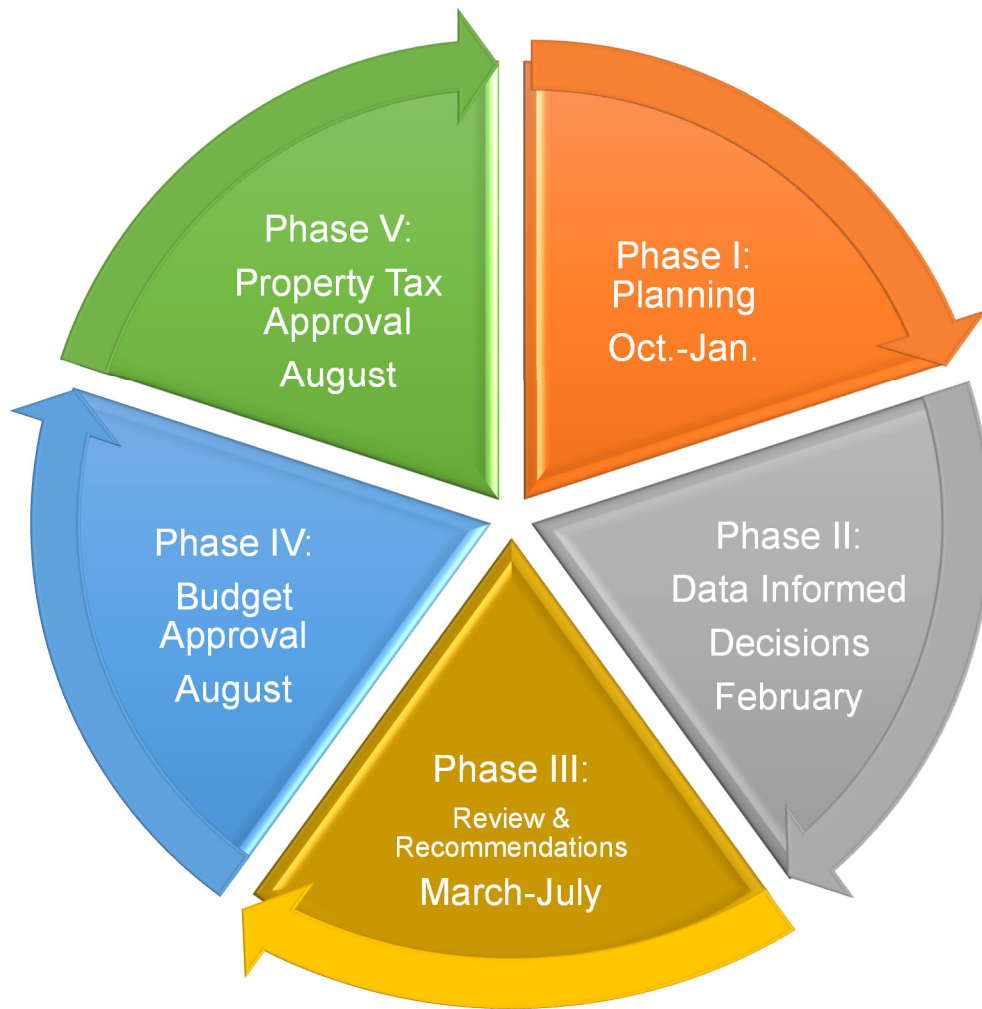 Phase I:
Planning
Oct.-Jan.
Phase II:
Data Informed
Decisions
February
Phase III:
Review &
Recommendations
March-July
Phase IV:
Budget
Approval
August
Phase V:
Property Tax
Approval
August